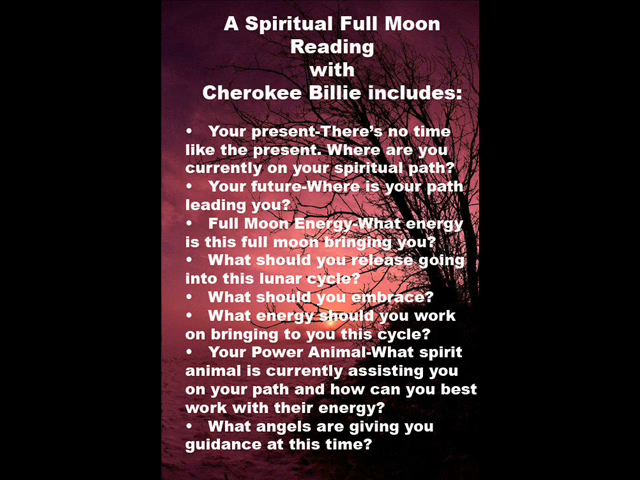 A Spiritual Full Moon
Reading
with
Cherokee Billie includes:
• Your present-There's no time
like the present. Where are you
currently on your spiritual path?
• Your future-Where is your path
leading you?
• Full Moon Energy-What energy
is this full moon bringing you?
• What should you release going
into this lunar cycle?
• What should you embrace?
• What energy should you work
on bringing to you this cycle?
• Your Power Animal-What spirit
animal is currently assisting you
on your path and how can you best
work with their energy?
• What angels are giving you
guidance at this time?